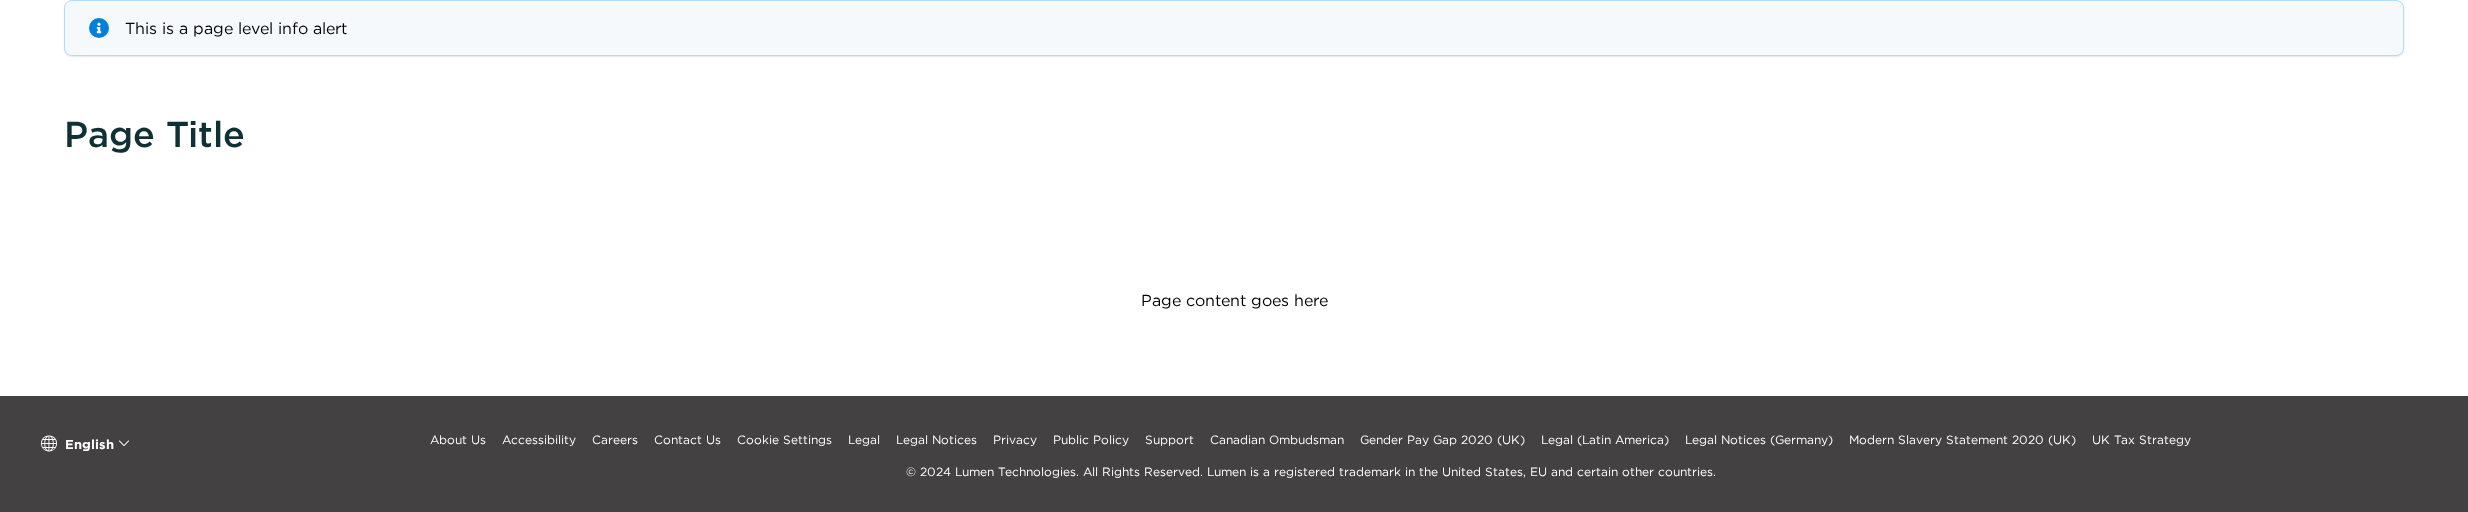 This is a page level info alert
Page Title
Page content goes here
English
About Us Accessibility Careers Contact Us Cookie Settings Legal Legal Notices Privacy Public Policy Support Canadian Ombudsman Gender Pay Gap 2020 (UK) Legal (Latin America) Legal Notices (Germany) Modern Slavery Statement 2020 (UK) UK Tax Strategy
© 2024 Lumen Technologies. All Rights Reserved. Lumen is a registered trademark in the United States, EU and certain other countries.